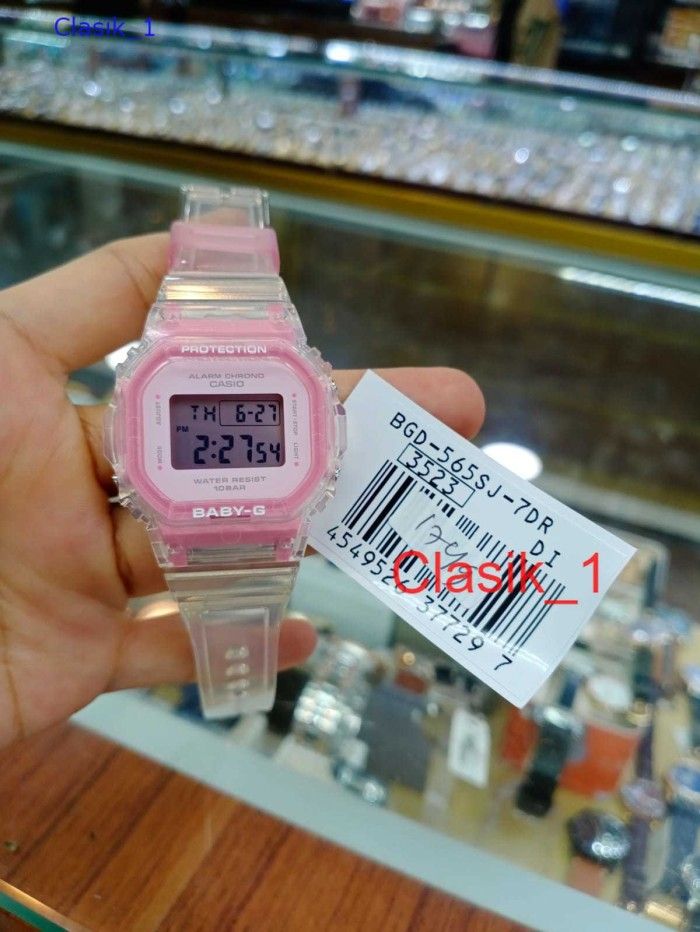 Clasik_1
PROTECTION
ALARM CHRONO
CASIO
ADJUST
START·STOP
TH 6-27
PM
2:27 54
MODE
LIGHT
WATER RESIST
10BAR
BABY-G
BGD-565SJ-7DR
3523
DI
Clasik_1
37729 7